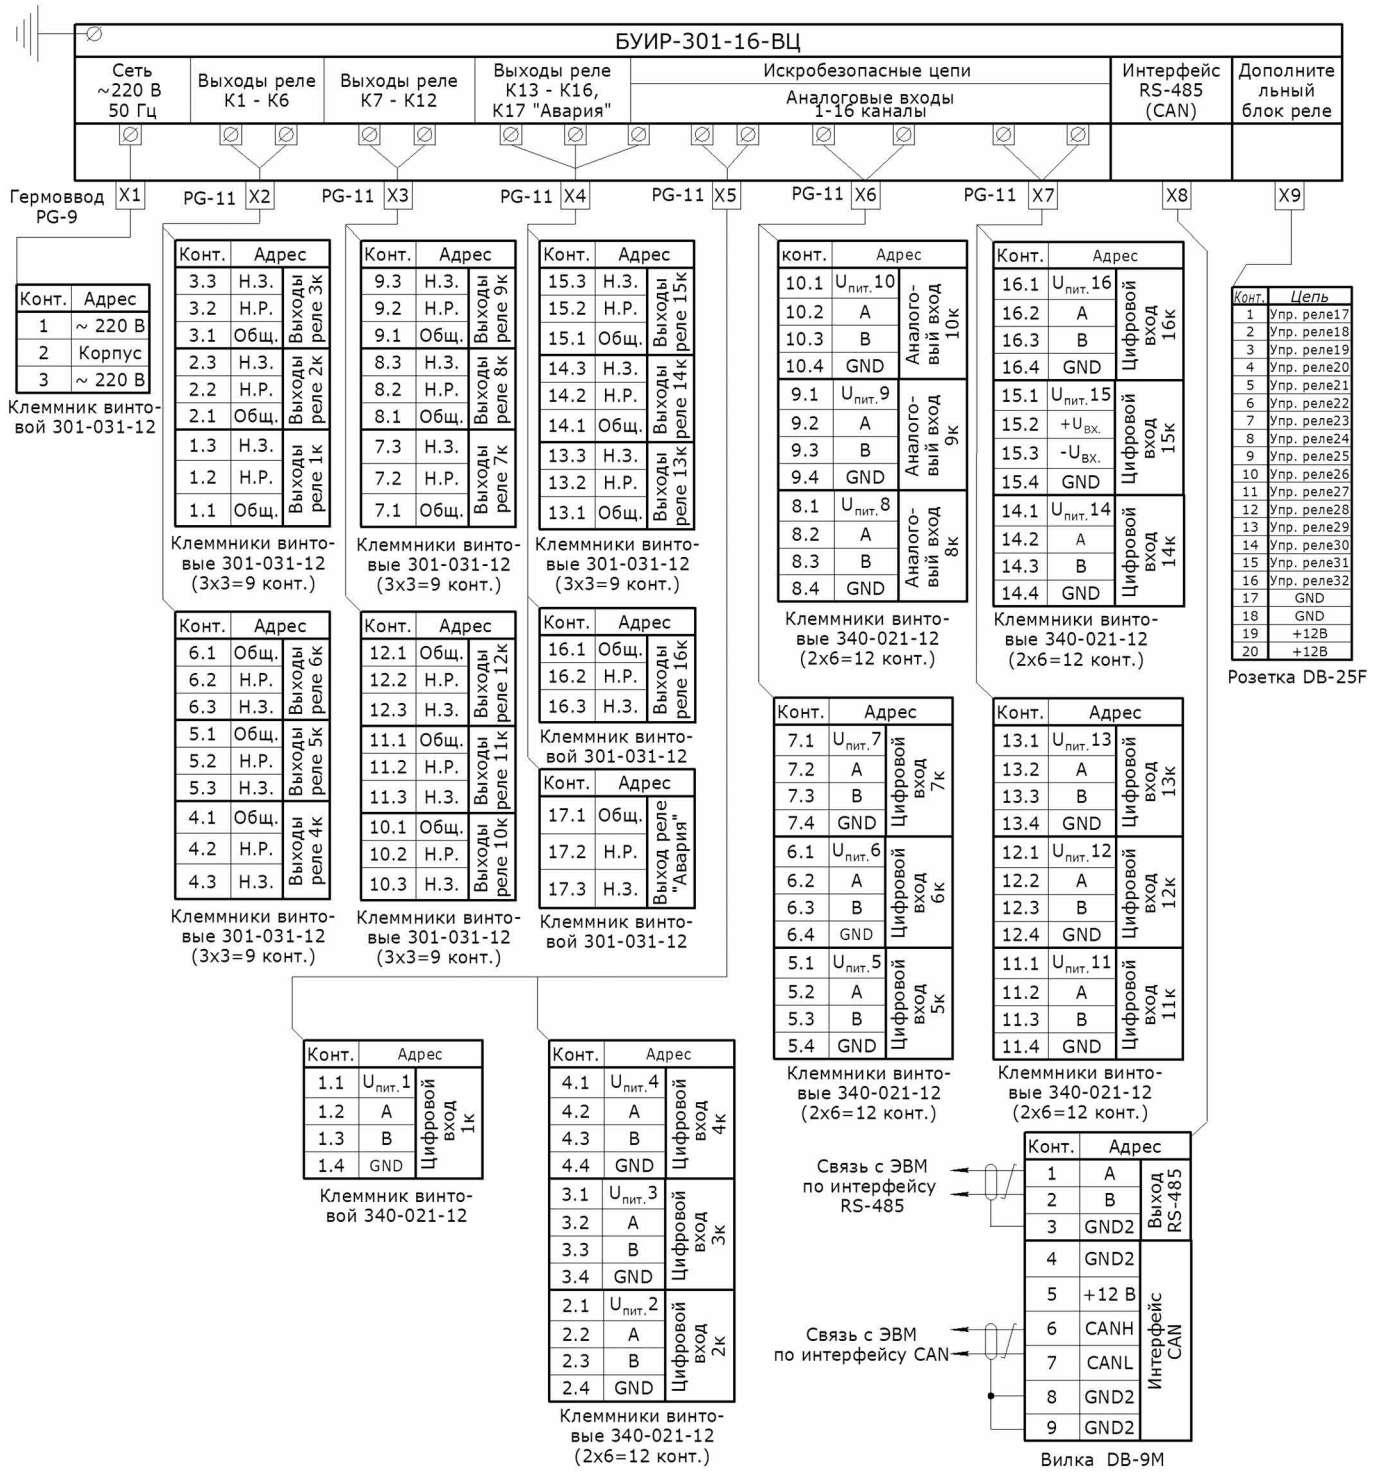 БУИР-301-16-ВЦ
Сеть
~220 В
50 Гц
Выходы реле
К1 - К6
Выходы реле
К7 - К12
Выходы реле
К13 - К16,
К17 "Авария"
Искробезопасные цепи
Аналоговые входы
1-16 каналы
Интерфейс
RS-485
(CAN)
Дополните
льный
блок реле
Гермоввод
PG-9
X1
PG-11 X2
PG-11 X3
PG-11 X4
PG-11 X5
PG-11 X6
PG-11 X7
X8
X9
Конт. Адрес
1 ~ 220 В
2 Корпус
3 ~ 220 В
Клеммник винто-
вой 301-031-12
Конт. Адрес
3.3 Н.З.
3.2 Н.Р.
3.1 Общ.
Выходы
реле 3к
2.3 Н.З.
2.2 Н.Р.
2.1 Общ.
Выходы
реле 2к
1.3 Н.З.
1.2 Н.Р.
1.1 Общ.
Выходы
реле 1к
Клеммники винто-
вые 301-031-12
(3х3=9 конт.)
Конт. Адрес
6.1 Общ.
6.2 Н.Р.
6.3 Н.З.
Выходы
реле 6к
5.1 Общ.
5.2 Н.Р.
5.3 Н.З.
Выходы
реле 5к
4.1 Общ.
4.2 Н.Р.
4.3 Н.З.
Выходы
реле 4к
Клеммники винто-
вые 301-031-12
(3х3=9 конт.)
Конт. Адрес
9.3 Н.З.
9.2 Н.Р.
9.1 Общ.
Выходы
реле 9к
8.3 Н.З.
8.2 Н.Р.
8.1 Общ.
Выходы
реле 8к
7.3 Н.З.
7.2 Н.Р.
7.1 Общ.
Выходы
реле 7к
Клеммники винто-
вые 301-031-12
(3х3=9 конт.)
Конт. Адрес
12.1 Общ.
12.2 Н.Р.
12.3 Н.З.
Выходы
реле 12к
11.1 Общ.
11.2 Н.Р.
11.3 Н.З.
Выходы
реле 11к
10.1 Общ.
10.2 Н.Р.
10.3 Н.З.
Выходы
реле 10к
Клеммники винто-
вые 301-031-12
(3х3=9 конт.)
Конт. Адрес
15.3 Н.З.
15.2 Н.Р.
15.1 Общ.
Выходы
реле 15к
14.3 Н.З.
14.2 Н.Р.
14.1 Общ.
Выходы
реле 14к
13.3 Н.З.
13.2 Н.Р.
13.1 Общ.
Выходы
реле 13к
Клеммники винто-
вые 301-031-12
(3х3=9 конт.)
Конт. Адрес
16.1 Общ.
16.2 Н.Р.
16.3 Н.З.
Выходы
реле 16к
Клеммник винто-
вой 301-031-12
Конт. Адрес
17.1 Общ.
17.2 Н.Р.
17.3 Н.З.
Выход реле
"Авария"
Клеммник винто-
вой 301-031-12
конт. Адрес
10.1 Uпит.10
10.2 А
10.3 В
10.4 GND
Аналого-
вый вход
10к
9.1 Uпит.9
9.2 А
9.3 В
9.4 GND
Аналого-
вый вход
9к
8.1 Uпит.8
8.2 А
8.3 В
8.4 GND
Аналого-
вый вход
8к
Клеммники винто-
вые 340-021-12
(2х6=12 конт.)
Конт. Адрес
7.1 Uпит.7
7.2 А
7.3 В
7.4 GND
Цифровой
вход
7к
6.1 Uпит.6
6.2 А
6.3 В
6.4 GND
Цифровой
вход
6к
5.1 Uпит.5
5.2 А
5.3 В
5.4 GND
Цифровой
вход
5к
Клеммники винто-
вые 340-021-12
(2х6=12 конт.)
Конт. Адрес
16.1 Uпит.16
16.2 А
16.3 В
16.4 GND
Цифровой
вход
16к
15.1 Uпит.15
15.2 +Uвх.
15.3 -Uвх.
15.4 GND
Цифровой
вход
15к
14.1 Uпит.14
14.2 А
14.3 В
14.4 GND
Цифровой
вход
14к
Клеммники винто-
вые 340-021-12
(2х6=12 конт.)
Конт. Адрес
13.1 Uпит.13
13.2 А
13.3 В
13.4 GND
Цифровой
вход
13к
12.1 Uпит.12
12.2 А
12.3 В
12.4 GND
Цифровой
вход
12к
11.1 Uпит.11
11.2 А
11.3 В
11.4 GND
Цифровой
вход
11к
Клеммники винто-
вые 340-021-12
(2х6=12 конт.)
Конт. Цепь
1 Упр. реле17
2 Упр. реле18
3 Упр. реле19
4 Упр. реле20
5 Упр. реле21
6 Упр. реле22
7 Упр. реле23
8 Упр. реле24
9 Упр. реле25
10 Упр. реле26
11 Упр. реле27
12 Упр. реле28
13 Упр. реле29
14 Упр. реле30
15 Упр. реле31
16 Упр. реле32
17 GND
18 GND
19 +12В
20 +12В
Розетка DB-25F
Конт. Адрес
1.1 Uпит.1
1.2 А
1.3 В
1.4 GND
Цифровой
вход
1к
Клеммник винто-
вой 340-021-12
Конт. Адрес
4.1 Uпит.4
4.2 А
4.3 В
4.4 GND
Цифровой
вход
4к
3.1 Uпит.3
3.2 А
3.3 В
3.4 GND
Цифровой
вход
3к
2.1 Uпит.2
2.2 А
2.3 В
2.4 GND
Цифровой
вход
2к
Клеммники винто-
вые 340-021-12
(2х6=12 конт.)
Связь с ЭВМ
по интерфейсу
RS-485
Связь с ЭВМ
по интерфейсу CAN
Конт. Адрес
1 А
2 В
3 GND2
Выход
RS-485
4 GND2
5 +12 В
6 CANH
7 CANL
8 GND2
9 GND2
Интерфейс
CAN
Вилка DB-9M